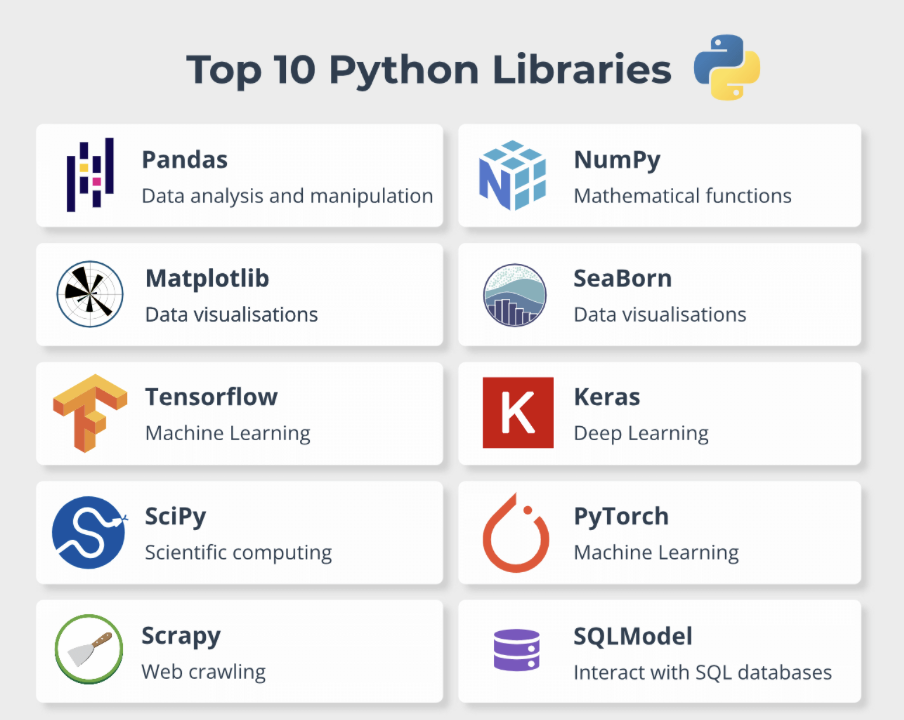 Top 10 Python Libraries
Pandas
Data analysis and manipulation
NumPy
Mathematical functions
Matplotlib
Data visualisations
SeaBorn
Data visualisations
Tensorflow
Machine Learning
K
Keras
Deep Learning
SciPy
Scientific computing
PyTorch
Machine Learning
Scrapy
Web crawling
SQLModel
Interact with SQL databases